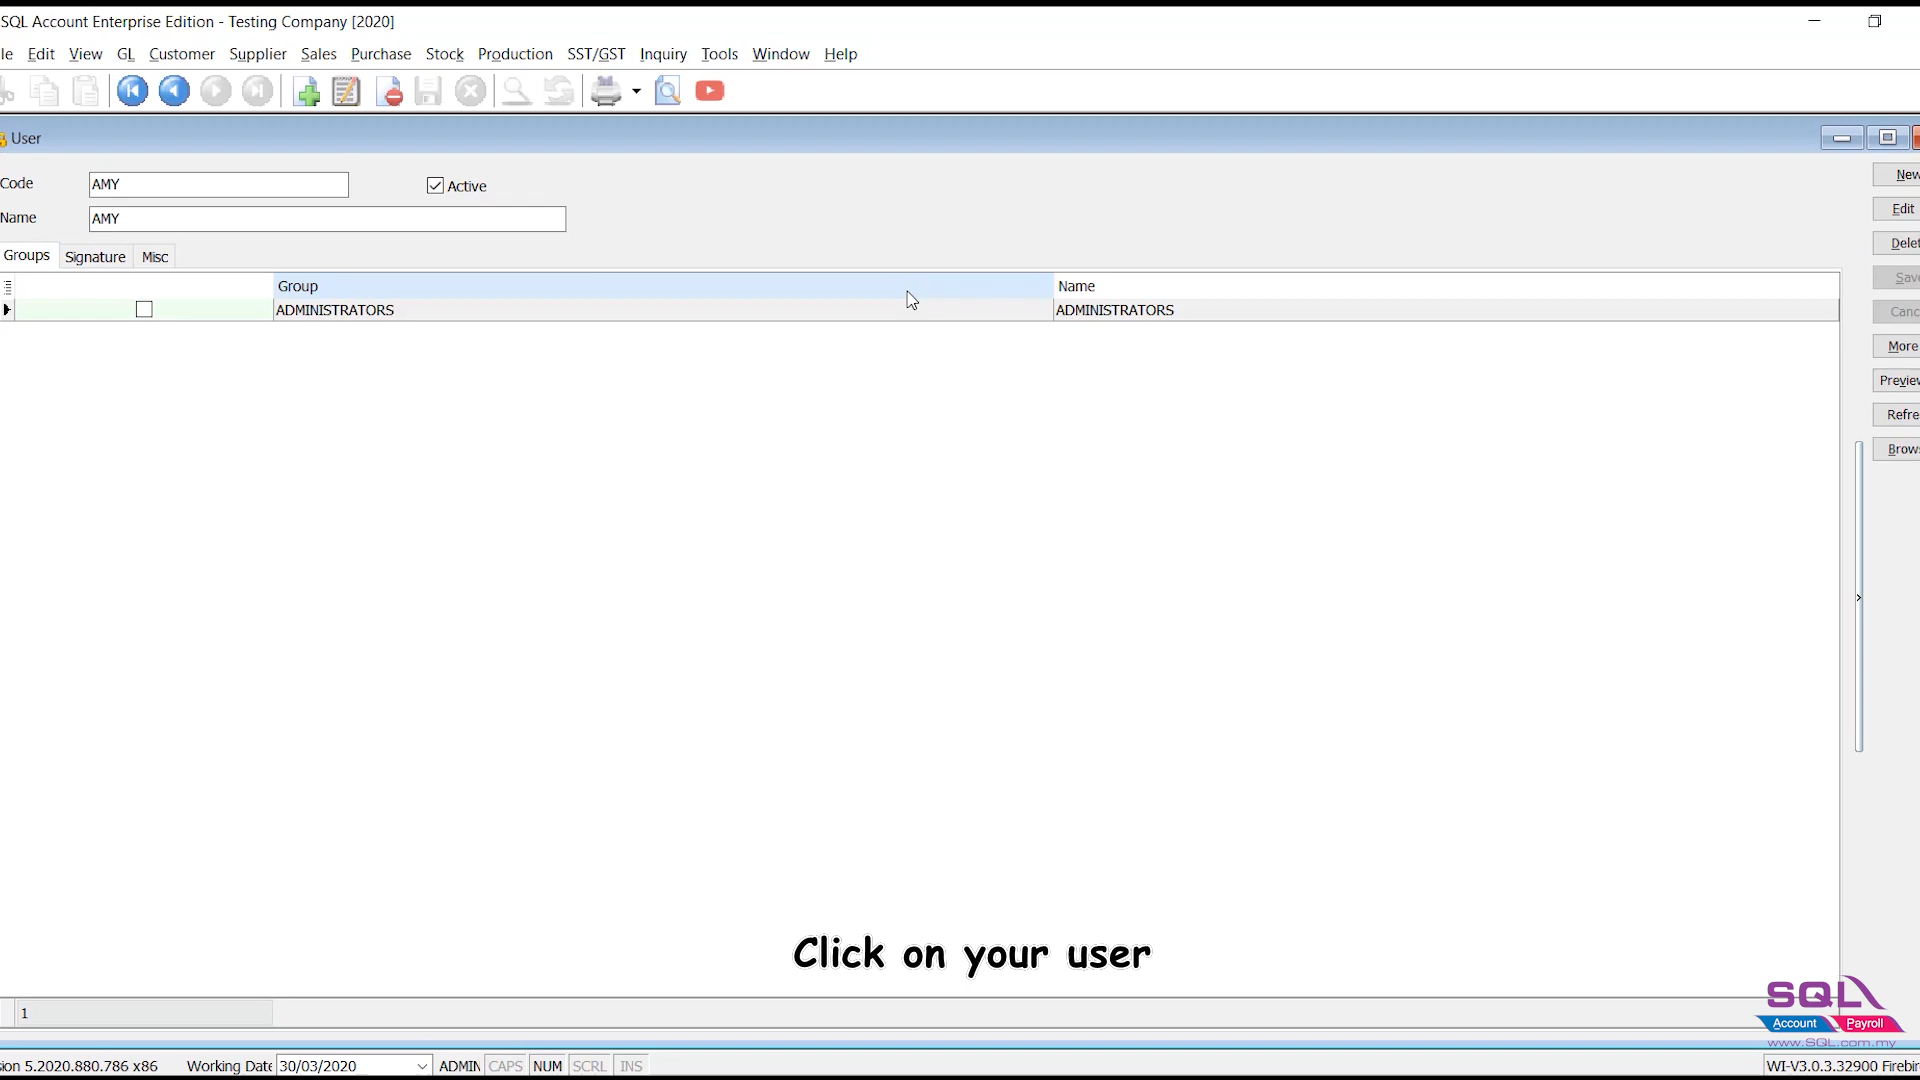 SQL Account Enterprise Edition - Testing Company [2020]
le Edit View GL Customer Supplier Sales Purchase Stock Production SST/GST Inquiry Tools Window Help
User
Code AMY Active
Name AMY
Groups Signature Misc
Group Name
ADMINISTRATORS ADMINISTRATORS
New
Edit
Delet
Save
Canc
More
Preview
Refre
Brows
Click on your user
SQL
Account Payroll
www.SQL.com.my
1
sion 5.2020.880.786 x86 Working Date 30/03/2020 ADMIN CAPS NUM SCRL INS WI-V3.0.3.32900 Firebir